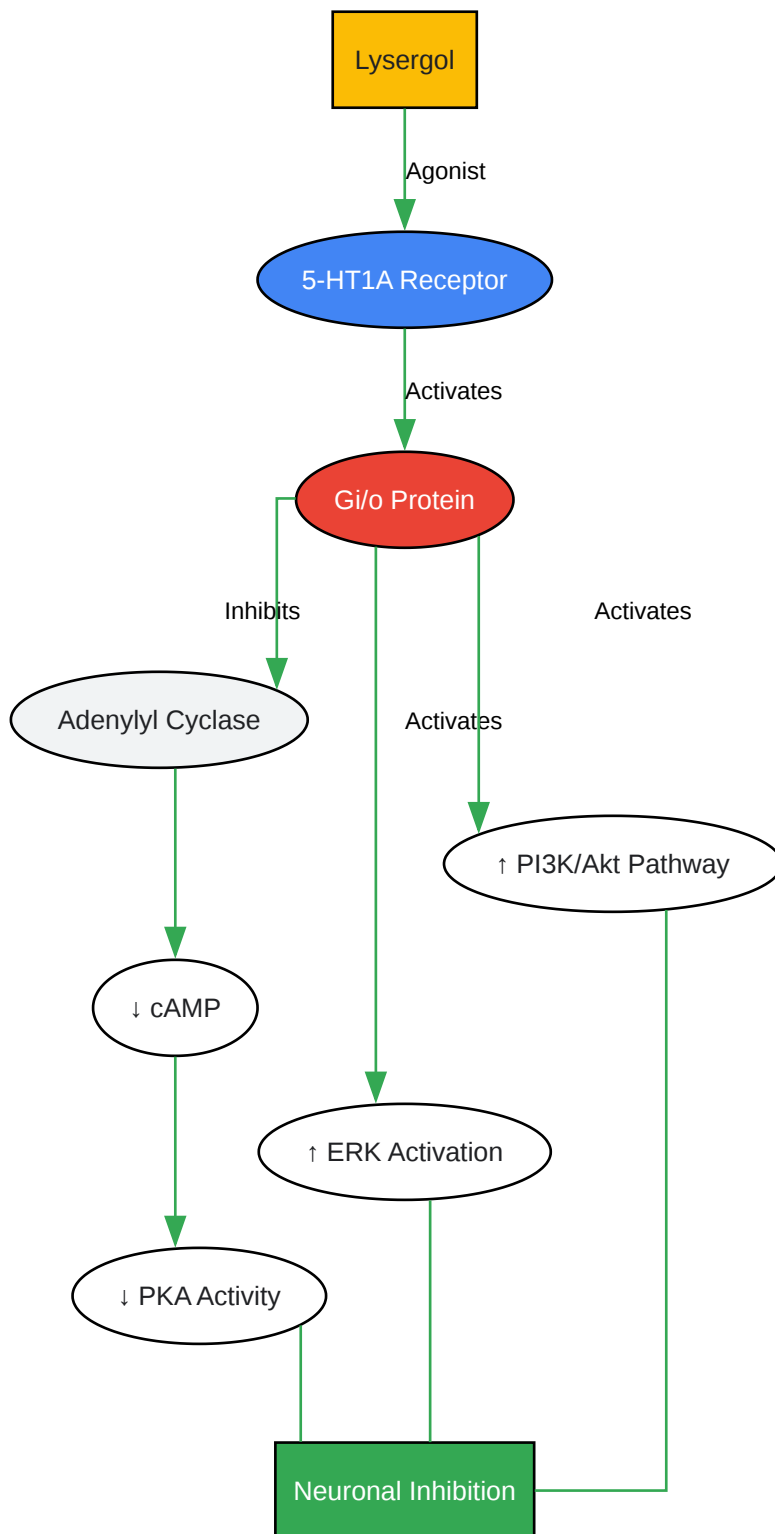 Lysergol
Agonist
5-HT1A Receptor
Activates
Gi/o Protein
Inhibits
Activates
Adenylyl Cyclase
Activates
↑ PI3K/Akt Pathway
↓ cAMP
↑ ERK Activation
↓ PKA Activity
Neuronal Inhibition